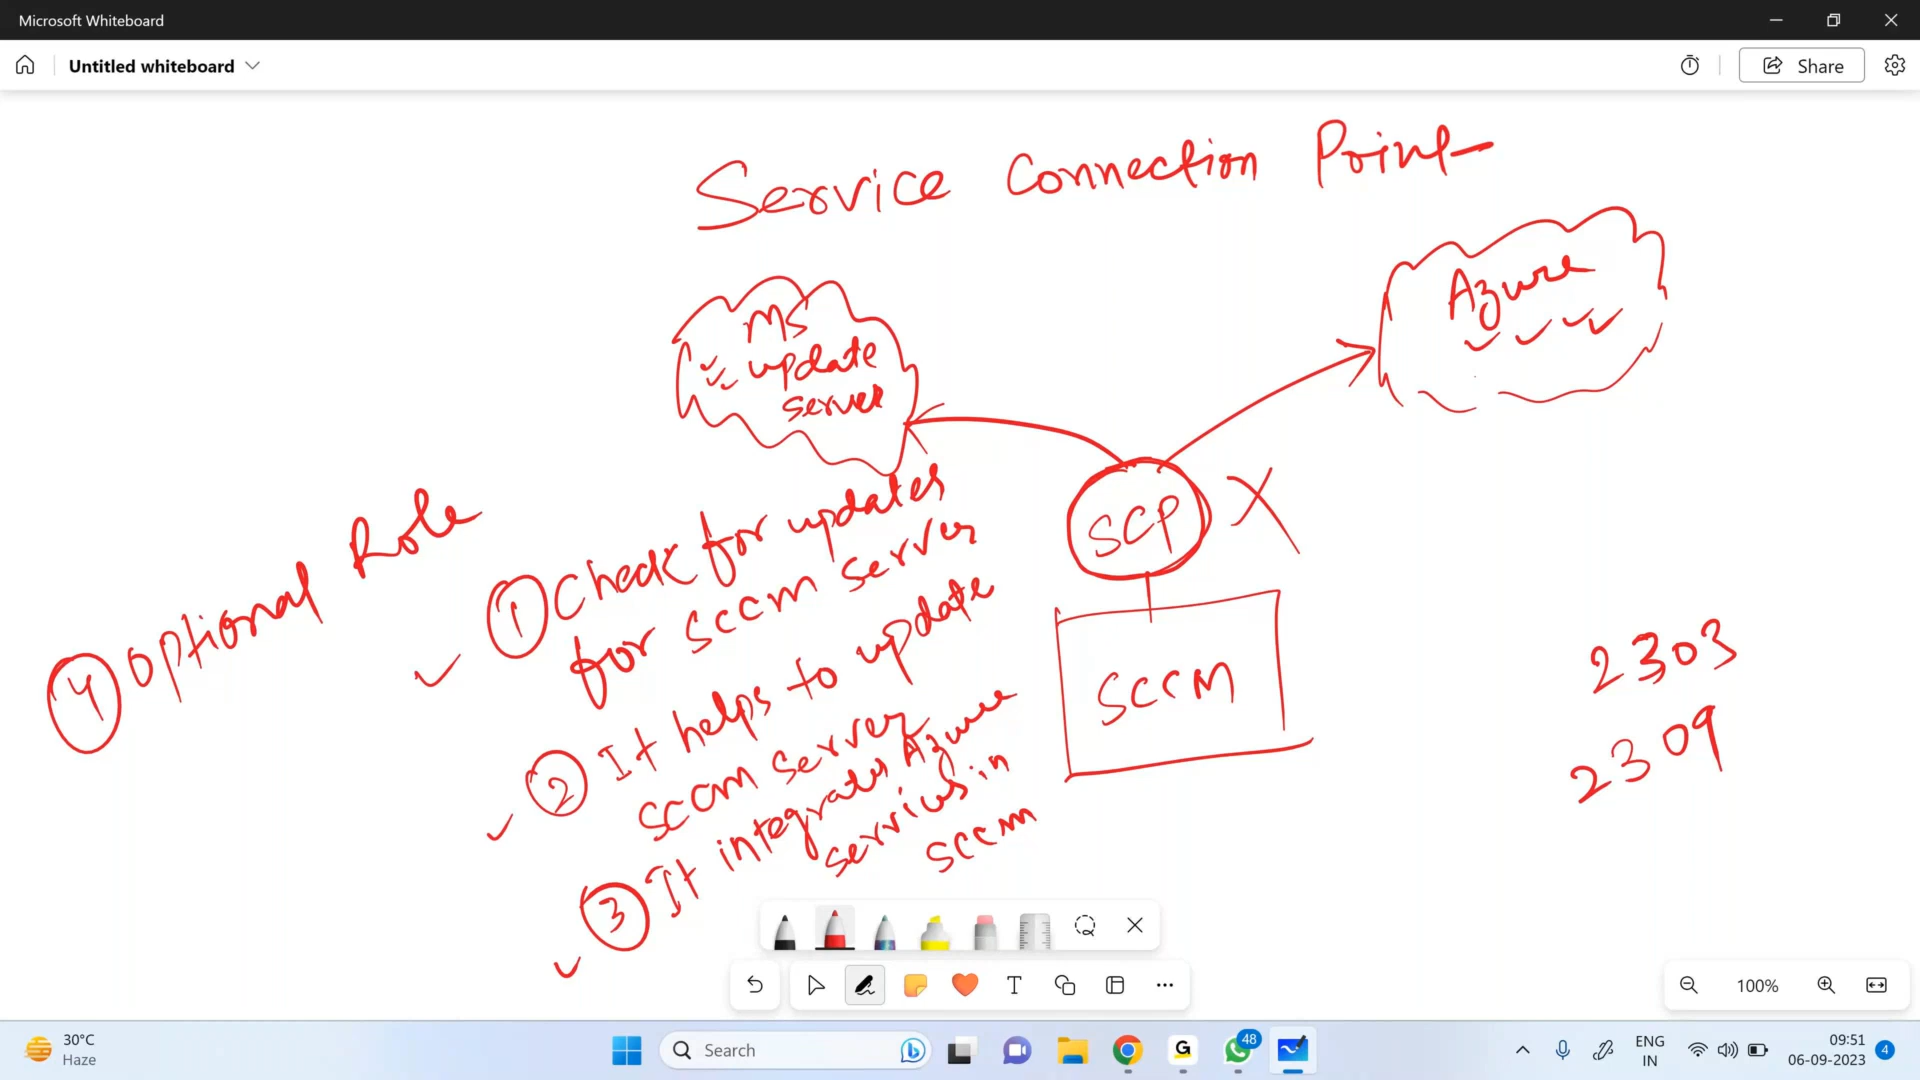 Microsoft Whiteboard
Untitled whiteboard
Share
Service Connection Point
MS
update
server
Azure
SCP
X
SCCM
① Check for updates
for SCCM server
② It helps to update
SCCM server
③ It integrates Azure
services in
SCCM
④ Optional Role
2303
2309
100%
30°C
Haze
Search
48
ENG
IN
09:51
06-09-2023
4